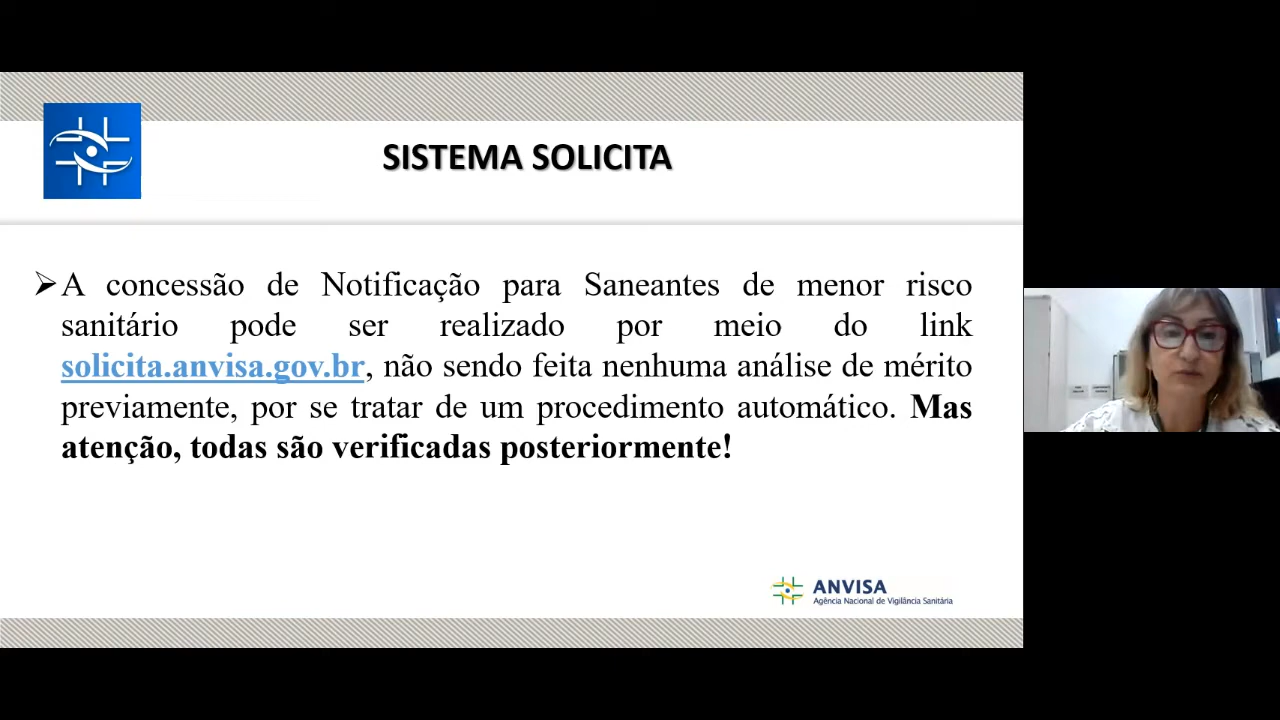 SISTEMA SOLICITA
➢A concessão de Notificação para Saneantes de menor risco
sanitário pode ser realizado por meio do link
solicita.anvisa.gov.br, não sendo feita nenhuma análise de mérito
previamente, por se tratar de um procedimento automático. Mas
atenção, todas são verificadas posteriormente!
ANVISA
Agência Nacional de Vigilância Sanitária